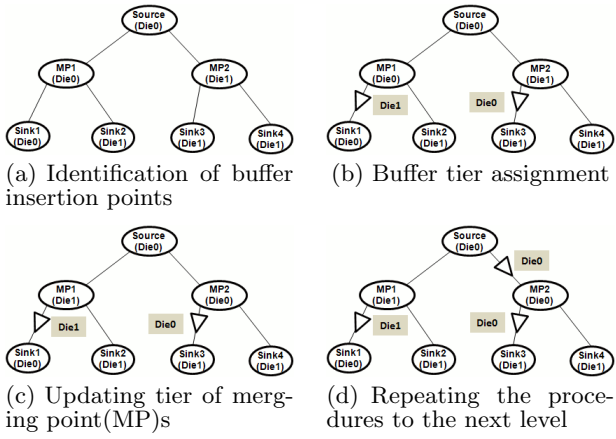 Source
(Die0)
MP1
(Die0)
MP2
(Die1)
Sink1
(Die0)
Sink2
(Die1)
Sink3
(Die1)
Sink4
(Die1)
(a) Identification of buffer
insertion points
Source
(Die0)
MP1
(Die0)
MP2
(Die1)
Die1
Die0
Sink1
(Die0)
Sink2
(Die1)
Sink3
(Die1)
Sink4
(Die1)
(b) Buffer tier assignment
Source
(Die0)
MP1
(Die1)
MP2
(Die0)
Die1
Die0
Sink1
(Die0)
Sink2
(Die1)
Sink3
(Die1)
Sink4
(Die1)
(c) Updating tier of merg-
ing point(MP)s
Source
(Die0)
Die0
MP1
(Die1)
MP2
(Die0)
Die1
Die0
Sink1
(Die0)
Sink2
(Die1)
Sink3
(Die1)
Sink4
(Die1)
(d) Repeating the proce-
dures to the next level